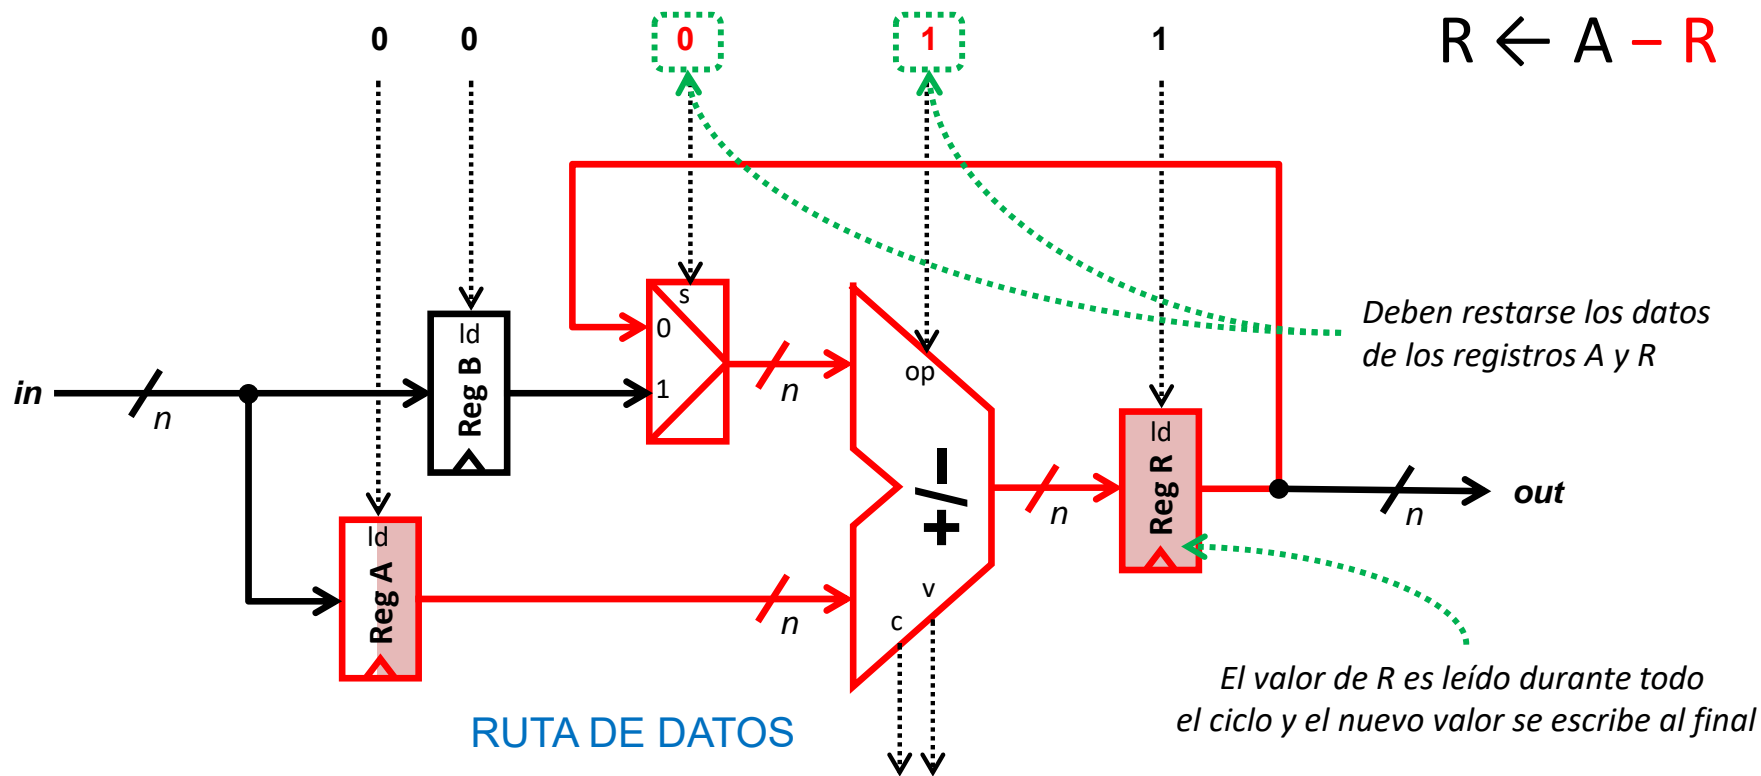 0 0 0 1 1
R ← A – R
s
0
1
ld
Reg B
n
op
Deben restarse los datos
de los registros A y R
in
n
ld
Reg R
+/–
n
out
n
ld
Reg A
n
v
c
El valor de R es leído durante todo
el ciclo y el nuevo valor se escribe al final
RUTA DE DATOS